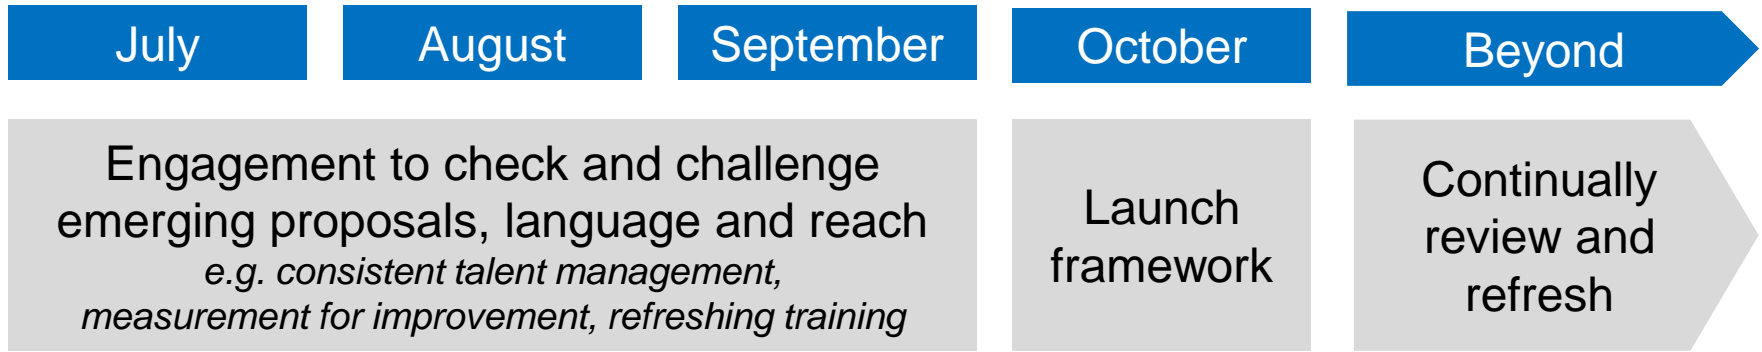 July
August
September
October
Beyond
Engagement to check and challenge
emerging proposals, language and reach
e.g. consistent talent management,
measurement for improvement, refreshing training
Launch
framework
Continually
review and
refresh